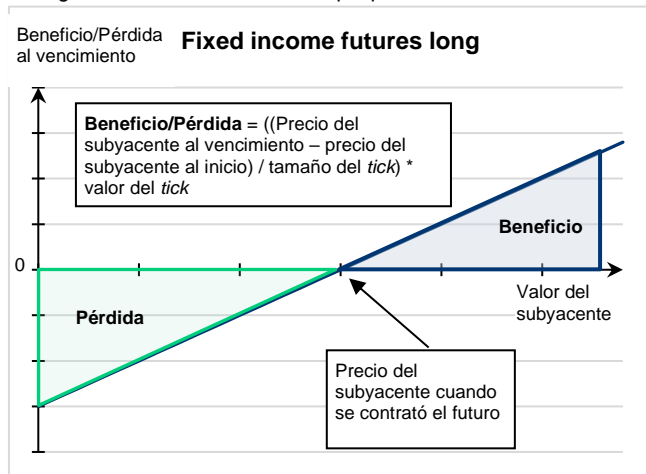 Beneficio/Pérdida
al vencimiento
Fixed income futures long
Beneficio/Pérdida = ((Precio del
subyacente al vencimiento – precio del
subyacente al inicio) / tamaño del tick) *
valor del tick
Beneficio
0
Valor del
subyacente
Pérdida
Precio del
subyacente cuando
se contrató el futuro